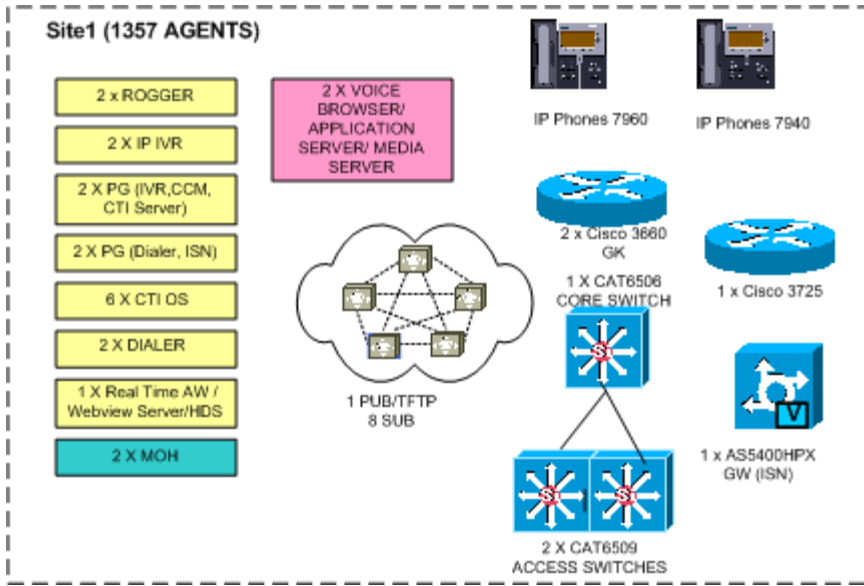 Site1 (1357 AGENTS)
2 x ROGGER
2 X IP IVR
2 X PG (IVR,CCM,
CTI Server)
2 X PG (Dialer, ISN)
6 X CTI OS
2 X DIALER
1 X Real Time AW /
Webview Server/HDS
2 X MOH
2 X VOICE
BROWSER/
APPLICATION
SERVER/ MEDIA
SERVER
1 PUB/TFTP
8 SUB
IP Phones 7960
IP Phones 7940
2 x Cisco 3660
GK
1 x Cisco 3725
1 X CAT6506
CORE SWITCH
Si
V
1 x AS5400HPX
GW (ISN)
Si
Si
2 X CAT6509
ACCESS SWITCHES